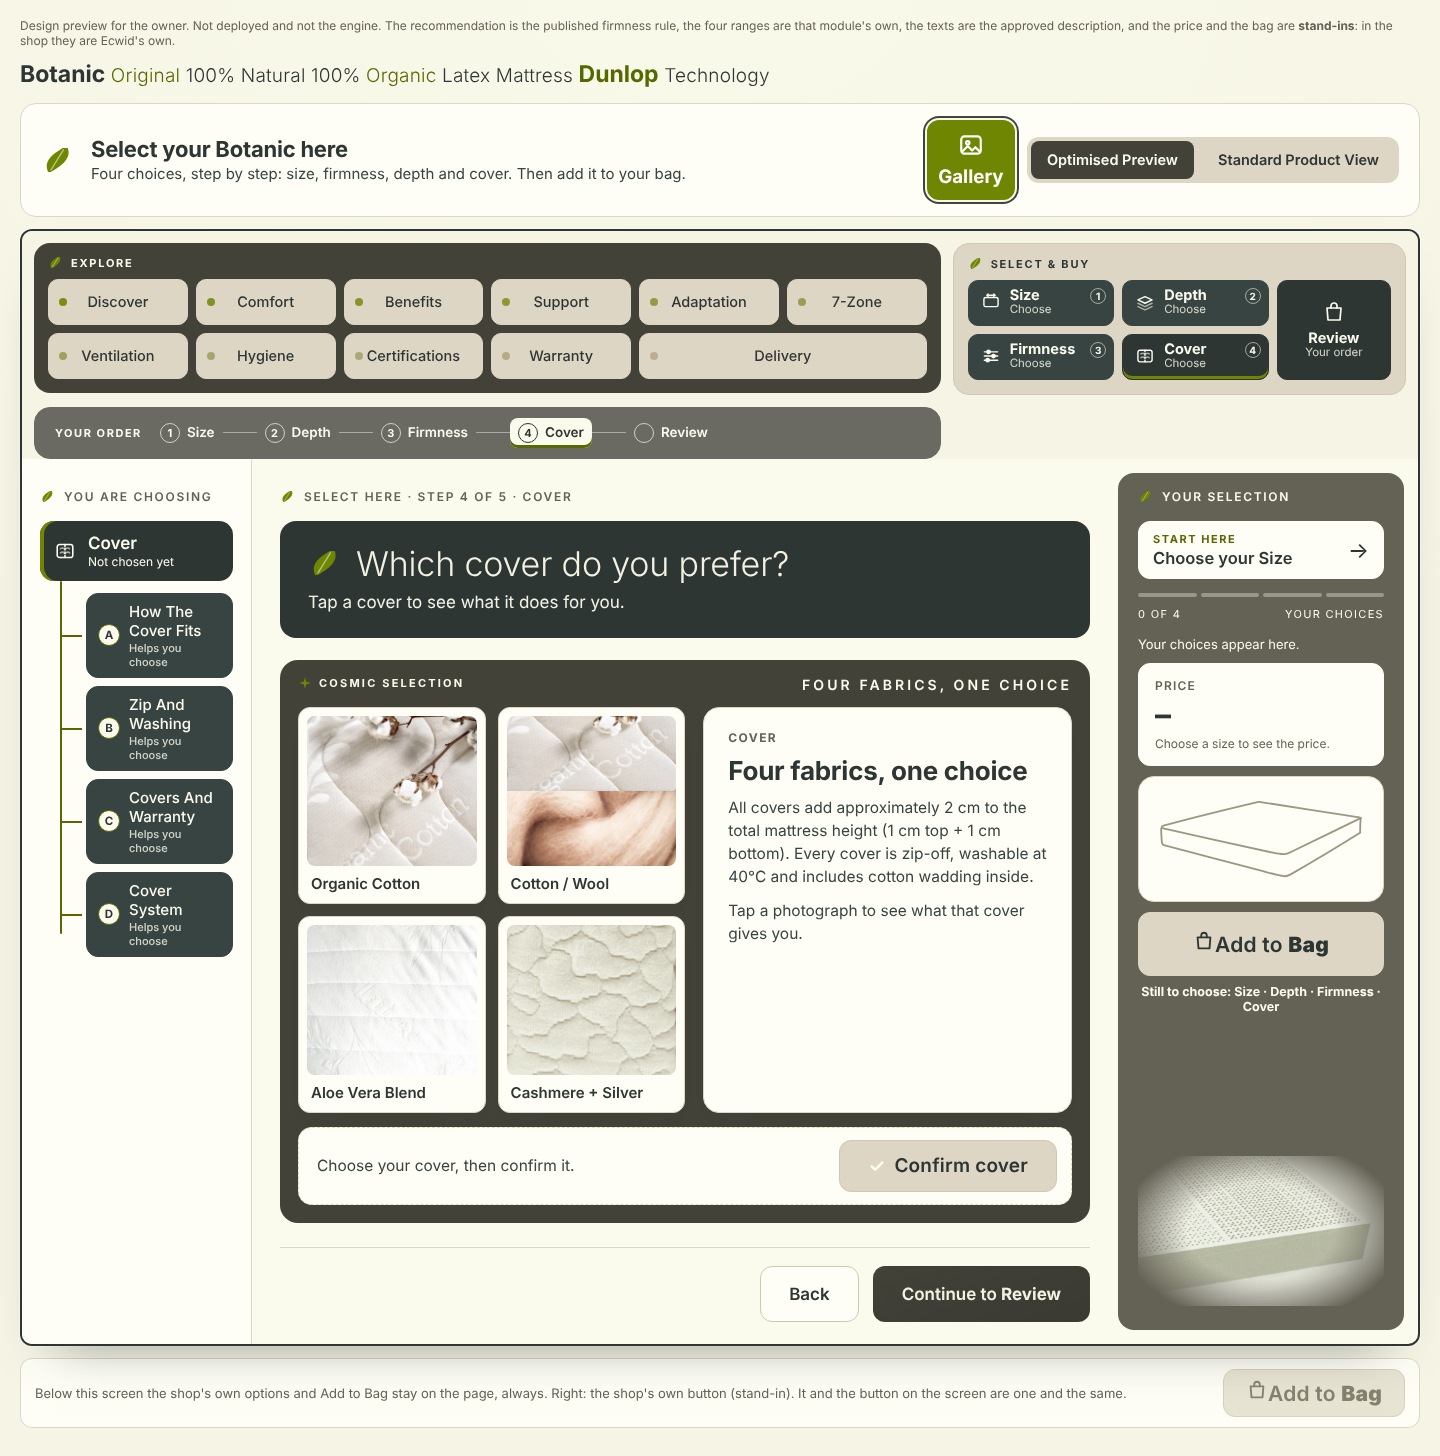 Design preview for the owner. Not deployed and not the engine. The recommendation is the published firmness rule, the four ranges are that module's own, the texts are the approved description, and the price and the bag are stand-ins: in the
shop they are Ecwid's own.
Botanic Original 100% Natural 100% Organic Latex Mattress Dunlop Technology
Select your Botanic here
Four choices, step by step: size, firmness, depth and cover. Then add it to your bag.
Gallery
Optimised Preview
Standard Product View
EXPLORE
Discover
Comfort
Benefits
Support
Adaptation
7-Zone
Ventilation
Hygiene
Certifications
Warranty
Delivery
SELECT & BUY
Size
Choose
1
Depth
Choose
2
Firmness
Choose
3
Cover
Choose
4
Review
Your order
YOUR ORDER
1 Size
2 Depth
3 Firmness
4 Cover
Review
YOU ARE CHOOSING
Cover
Not chosen yet
A
How The
Cover Fits
Helps you
choose
B
Zip And
Washing
Helps you
choose
C
Covers And
Warranty
Helps you
choose
D
Cover
System
Helps you
choose
SELECT HERE · STEP 4 OF 5 · COVER
Which cover do you prefer?
Tap a cover to see what it does for you.
COSMIC SELECTION
FOUR FABRICS, ONE CHOICE
Cotton
Organic Cotton
Cotton
Cotton / Wool
Aloe Vera Blend
Cashmere + Silver
COVER
Four fabrics, one choice
All covers add approximately 2 cm to the
total mattress height (1 cm top + 1 cm
bottom). Every cover is zip-off, washable at
40°C and includes cotton wadding inside.
Tap a photograph to see what that cover
gives you.
Choose your cover, then confirm it.
Confirm cover
Back
Continue to Review
YOUR SELECTION
START HERE
Choose your Size
0 OF 4
YOUR CHOICES
Your choices appear here.
PRICE
–
Choose a size to see the price.
Add to Bag
Still to choose: Size · Depth · Firmness ·
Cover
Below this screen the shop's own options and Add to Bag stay on the page, always. Right: the shop's own button (stand-in). It and the button on the screen are one and the same.
Add to Bag